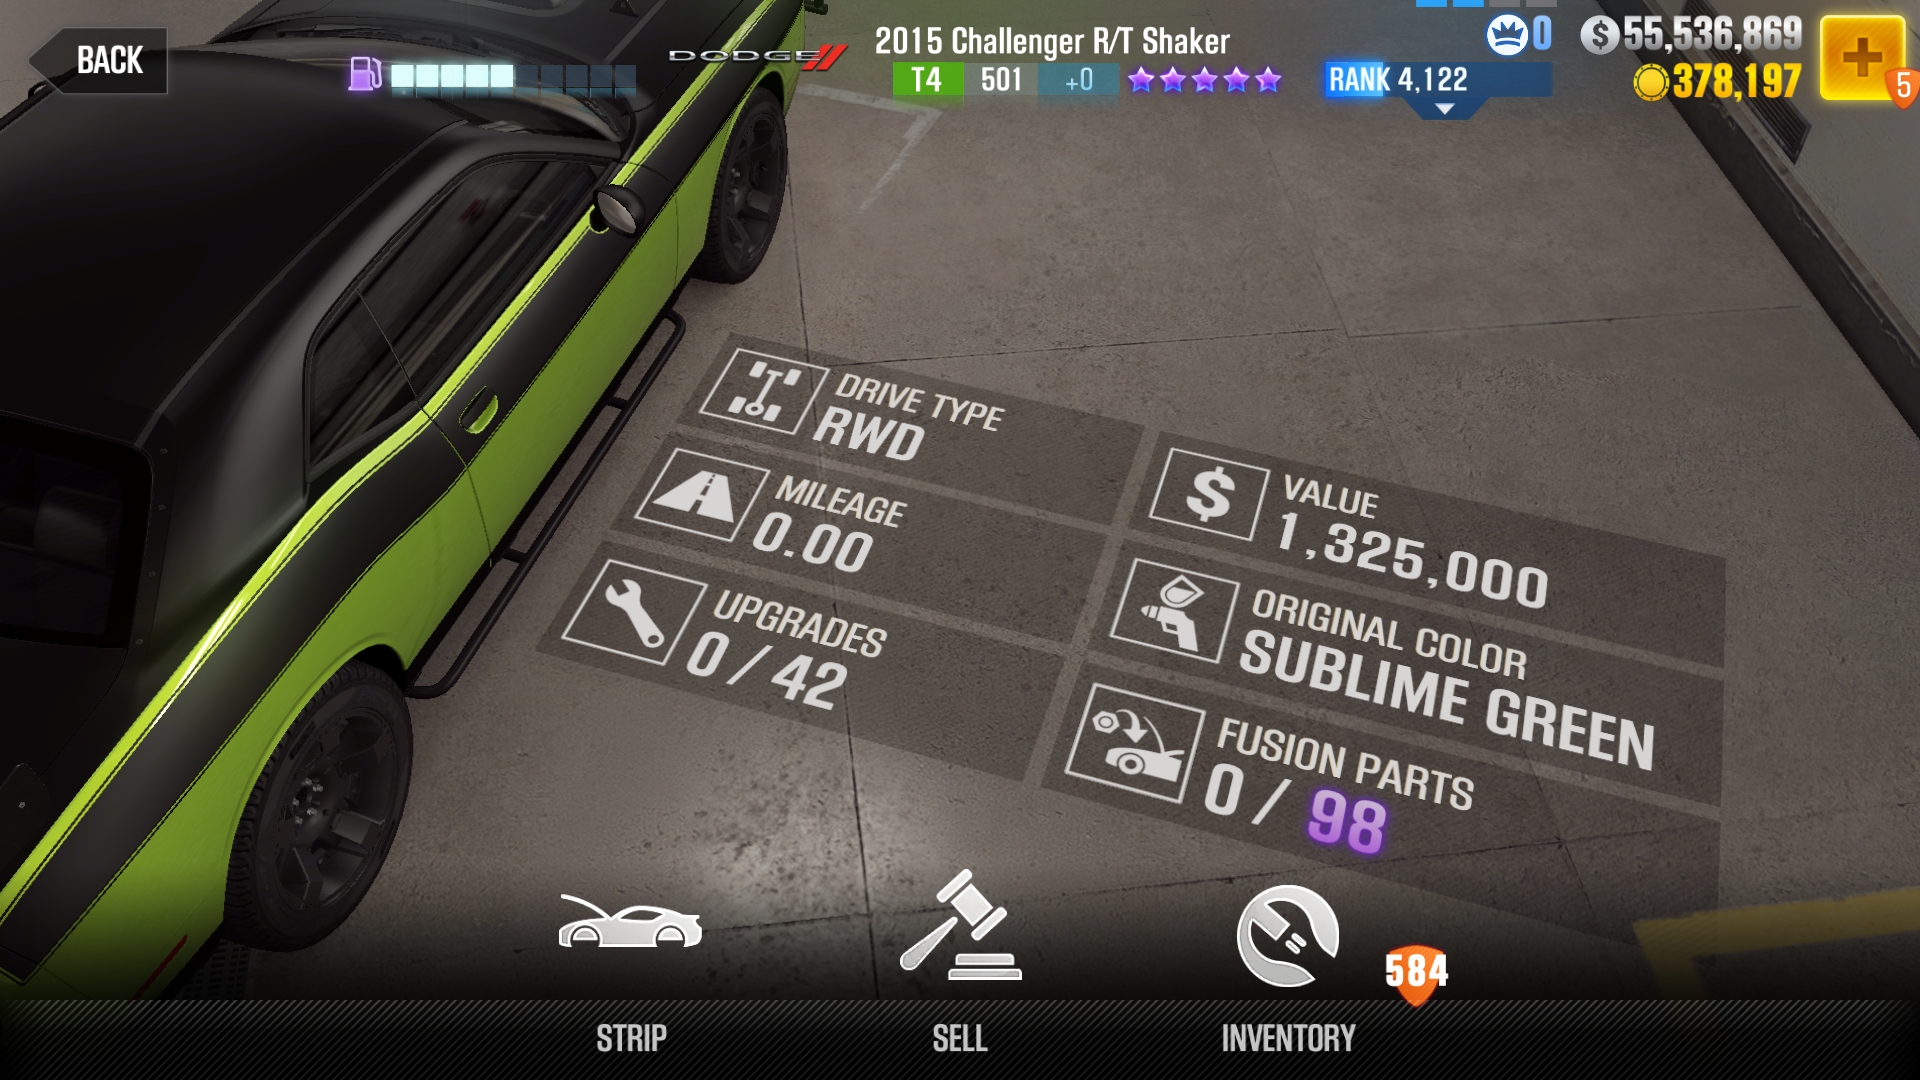 BACK
DODGE
2015 Challenger R/T Shaker
T4 501 +0
RANK 4,122
0
$ 55,536,869
378,197
5
DRIVE TYPE
RWD
MILEAGE
0.00
UPGRADES
0 / 42
$ VALUE
1,325,000
ORIGINAL COLOR
SUBLIME GREEN
FUSION PARTS
0 / 98
584
STRIP
SELL
INVENTORY